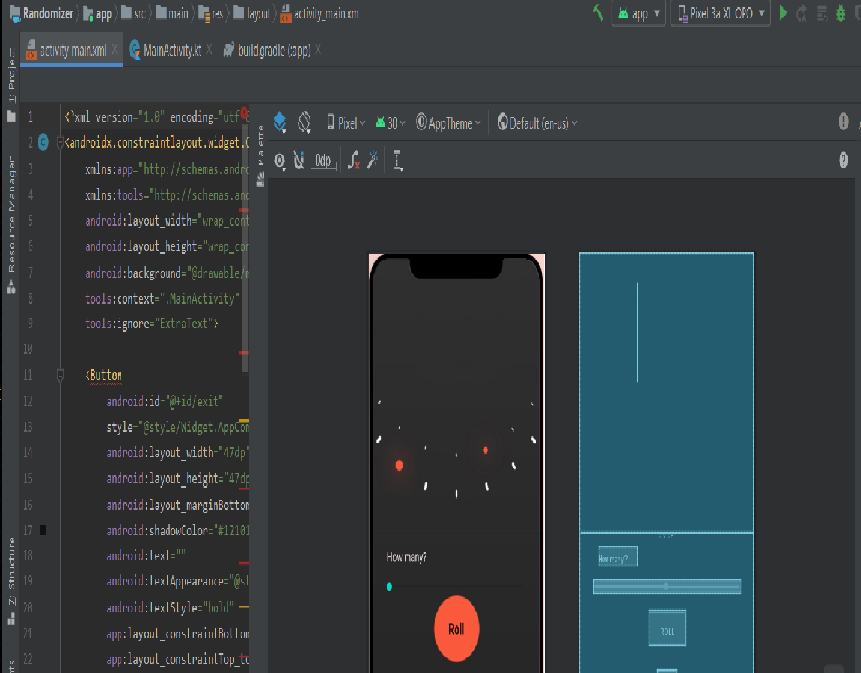 Randomizer app src main res layout activity_main.xm
app Pixel 3a XL
activity_main.xml MainActivity.kt build.gradle (:app)
Resource Manager
Z: Structure
Palette
Pixel 30 AppTheme Default (en-us)
0dp
1 <?xml version="1.0" encoding="utf
2 <androidx.constraintlayout.widget.
3 xmlns:app="http://schemas.andro
4 xmlns:tools="http://schemas.and
5 android:layout_width="wrap_cont
6 android:layout_height="wrap_con
7 android:background="@drawable/
8 tools:context=".MainActivity"
9 tools:ignore="ExtraText">
10
11 <Button
12 android:id="@+id/exit"
13 style="@style/Widget.AppCom
14 android:layout_width="47dp"
15 android:layout_height="47dp
16 android:layout_marginBottom
17 android:shadowColor="#12101
18 android:text=""
19 android:textAppearance="@st
20 android:textStyle="bold"
21 app:layout_constraintBottom
22 app:layout_constraintTop_to
How many?
Roll
How many?
ROLL